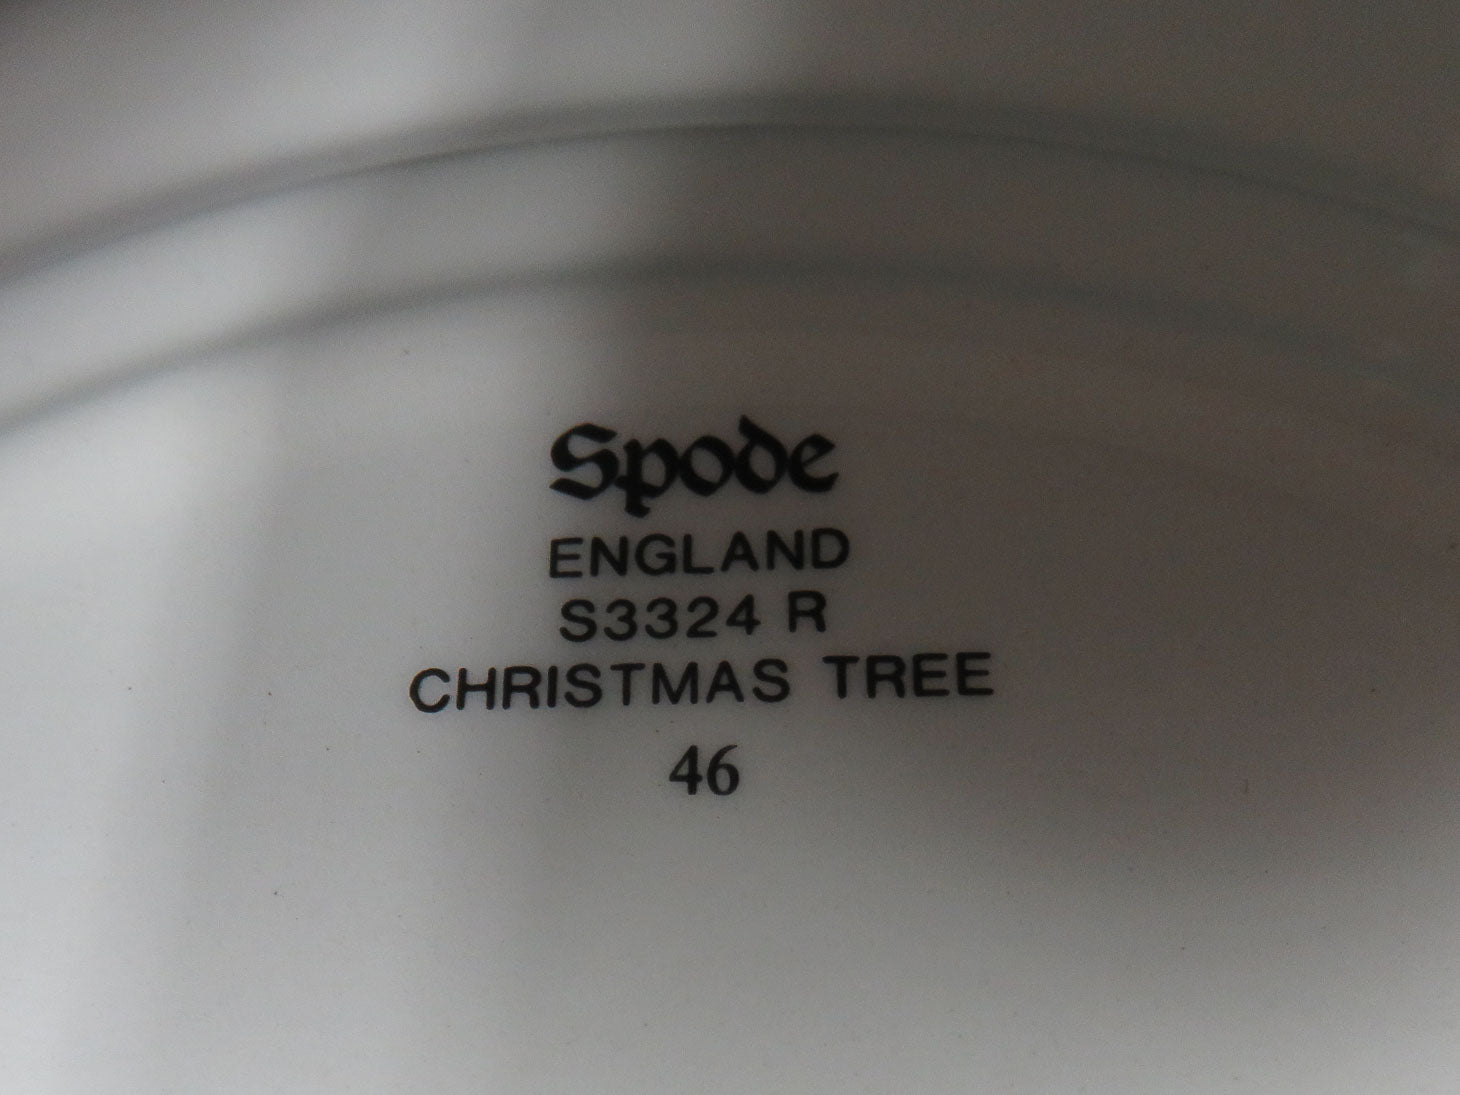 Spode
ENGLAND
S3324 R
CHRISTMAS TREE
46